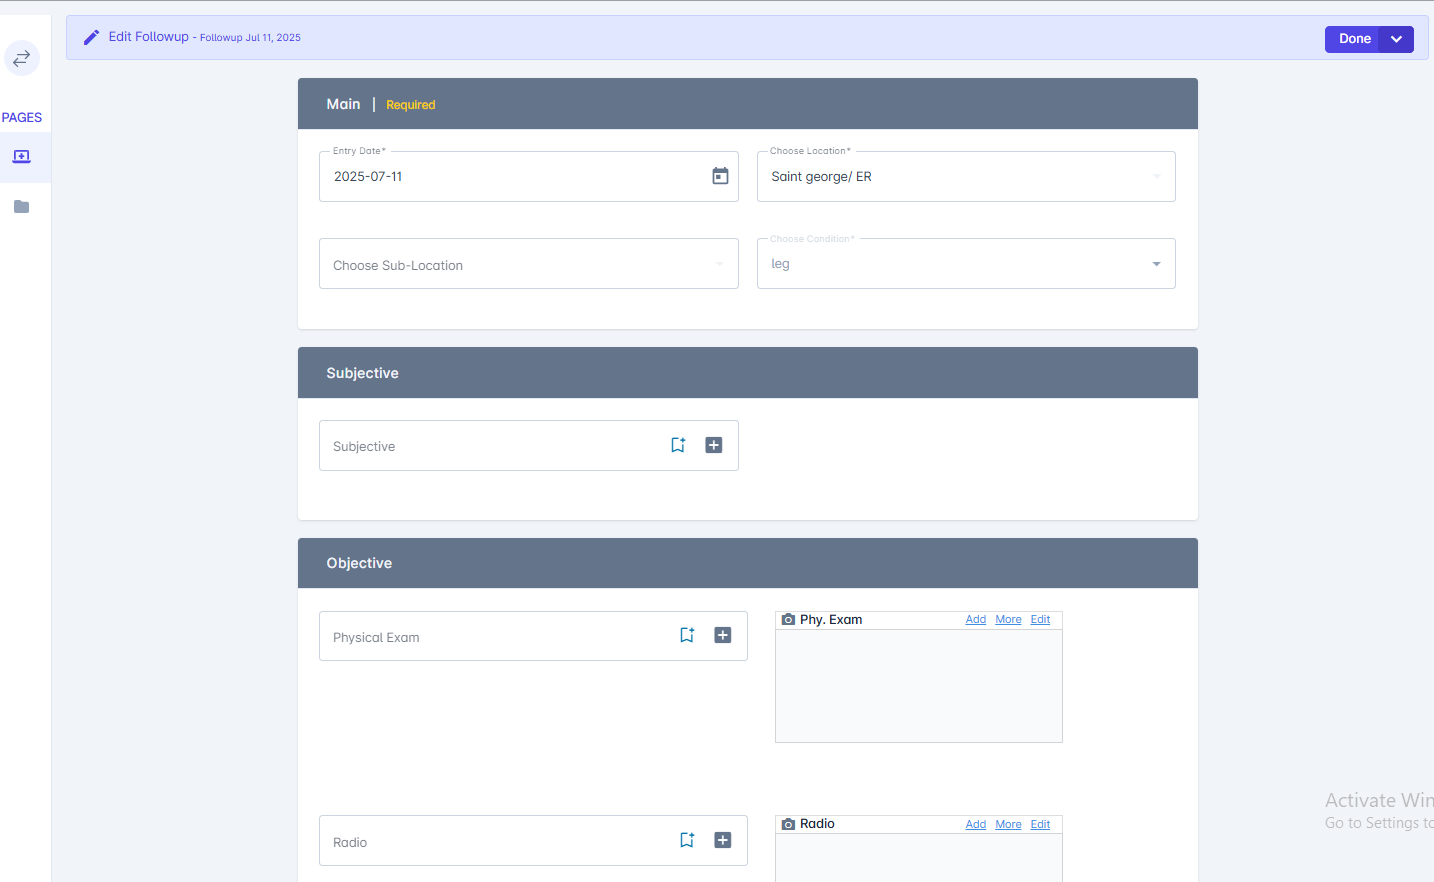 Edit Followup - Followup Jul 11, 2025
Done
PAGES
Main | Required
Entry Date*
2025-07-11
Choose Location*
Saint george/ ER
Choose Sub-Location
Choose Condition*
leg
Subjective
Subjective
Objective
Physical Exam
Phy. Exam Add More Edit
Radio
Radio Add More Edit
Activate Win
Go to Settings to